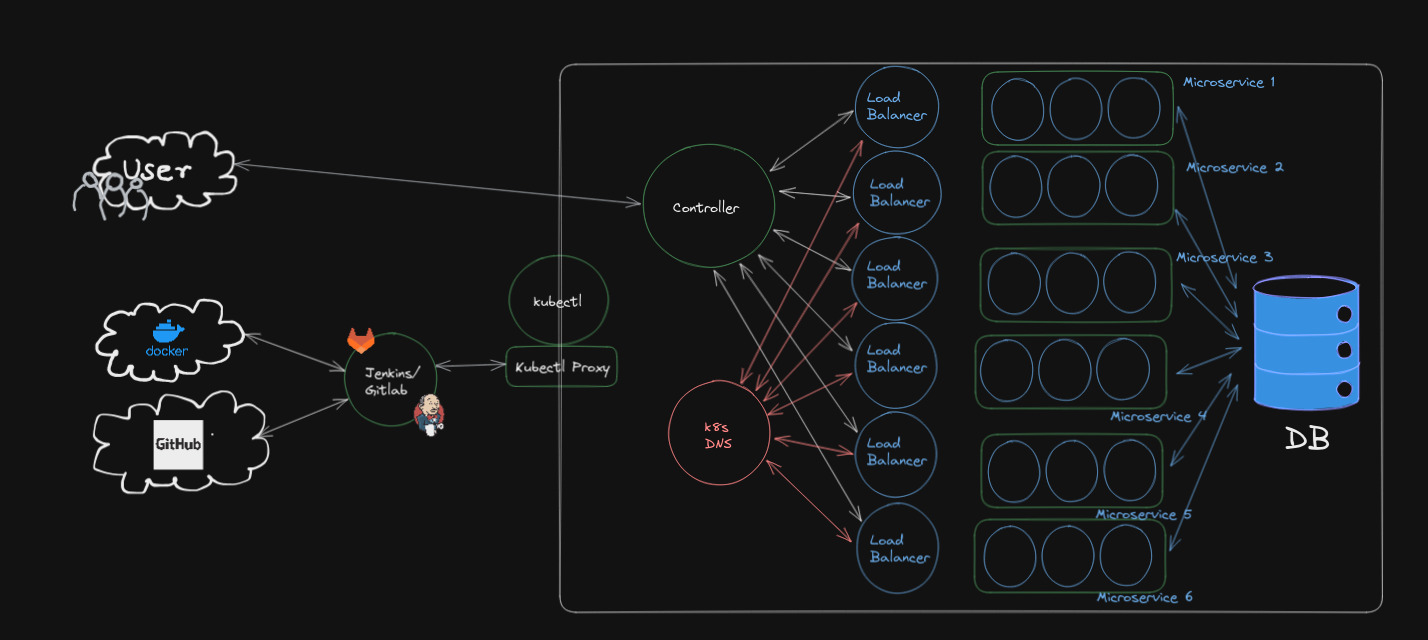 User
docker
GitHub
Jenkins/
Gitlab
kubectl
Kubectl Proxy
Controller
k8s
DNS
Load
Balancer
Load
Balancer
Load
Balancer
Load
Balancer
Load
Balancer
Load
Balancer
Microservice 1
Microservice 2
Microservice 3
Microservice 4
Microservice 5
Microservice 6
DB